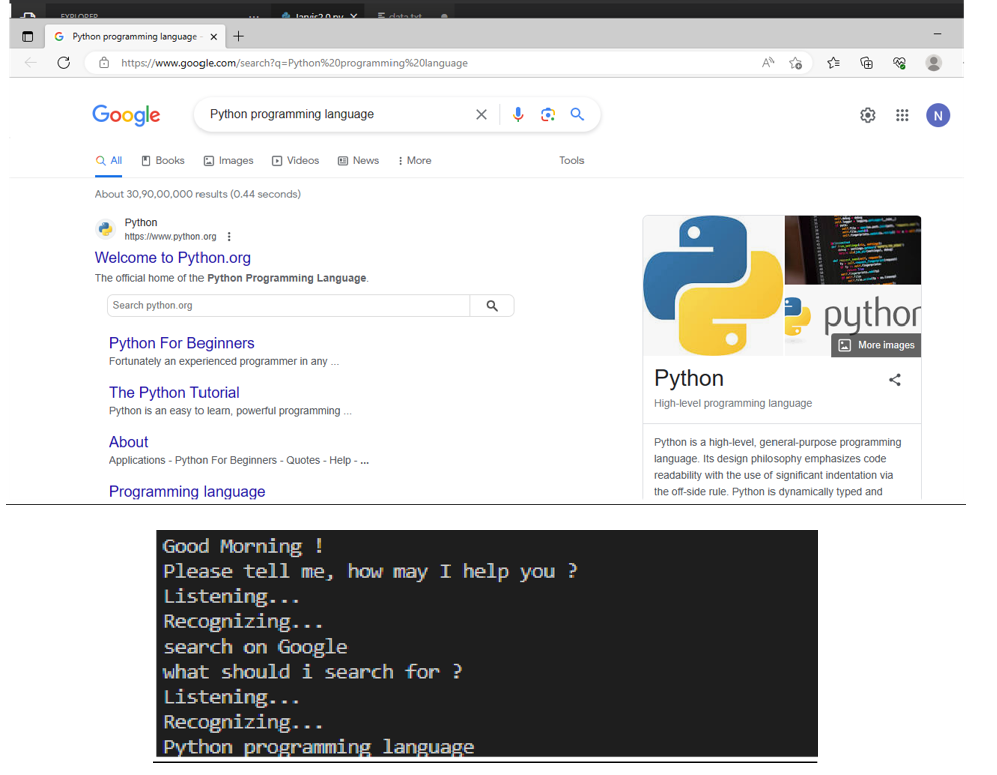 EXPLORER ... Jarvis2.0.py X data.txt
Python programming language -
https://www.google.com/search?q=Python%20programming%20language
Google
Python programming language
N
All Books Images Videos News More Tools
About 30,90,00,000 results (0.44 seconds)
Python
https://www.python.org
Welcome to Python.org
The official home of the Python Programming Language.
Search python.org
Python For Beginners
Fortunately an experienced programmer in any ...
The Python Tutorial
Python is an easy to learn, powerful programming ...
About
Applications - Python For Beginners - Quotes - Help - ...
Programming language
python
More images
Python
High-level programming language
Python is a high-level, general-purpose programming
language. Its design philosophy emphasizes code
readability with the use of significant indentation via
the off-side rule. Python is dynamically typed and
Good Morning !
Please tell me, how may I help you ?
Listening...
Recognizing...
search on Google
what should i search for ?
Listening...
Recognizing...
Python programming language